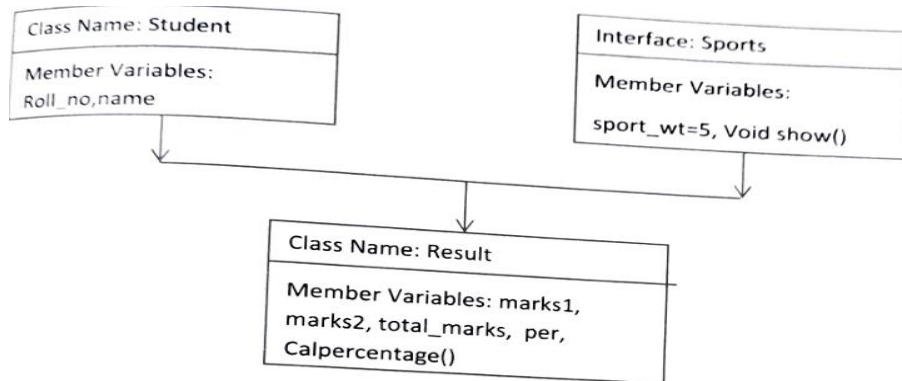 Class Name: Student
Member Variables:
Roll_no,name
Interface: Sports
Member Variables:
sport_wt=5, Void show()
Class Name: Result
Member Variables: marks1,
marks2, total_marks, per,
Calpercentage()